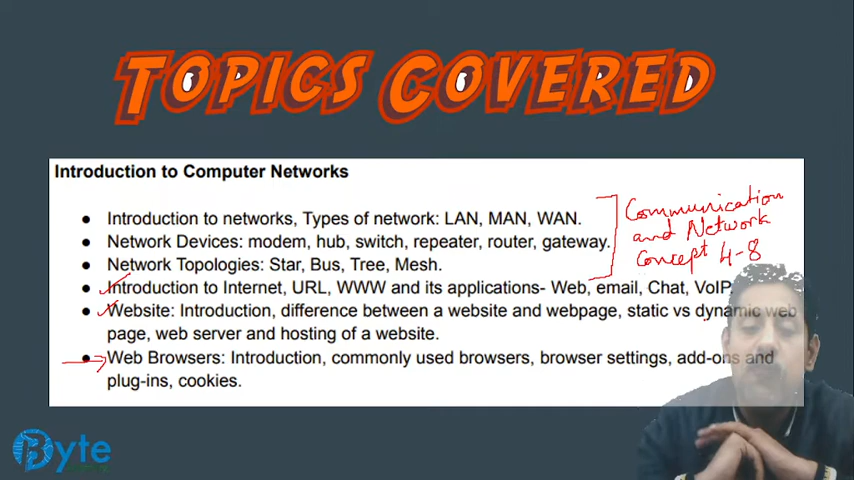 TOPICS COVERED
Introduction to Computer Networks
● Introduction to networks, Types of network: LAN, MAN, WAN.
● Network Devices: modem, hub, switch, repeater, router, gateway.
● Network Topologies: Star, Bus, Tree, Mesh.
● Introduction to Internet, URL, WWW and its applications- Web, email, Chat, VoIP.
● Website: Introduction, difference between a website and webpage, static vs dynamic web
page, web server and hosting of a website.
● Web Browsers: Introduction, commonly used browsers, browser settings, add-ons and
plug-ins, cookies.
Communication
and Network
Concept 4-8
Byte